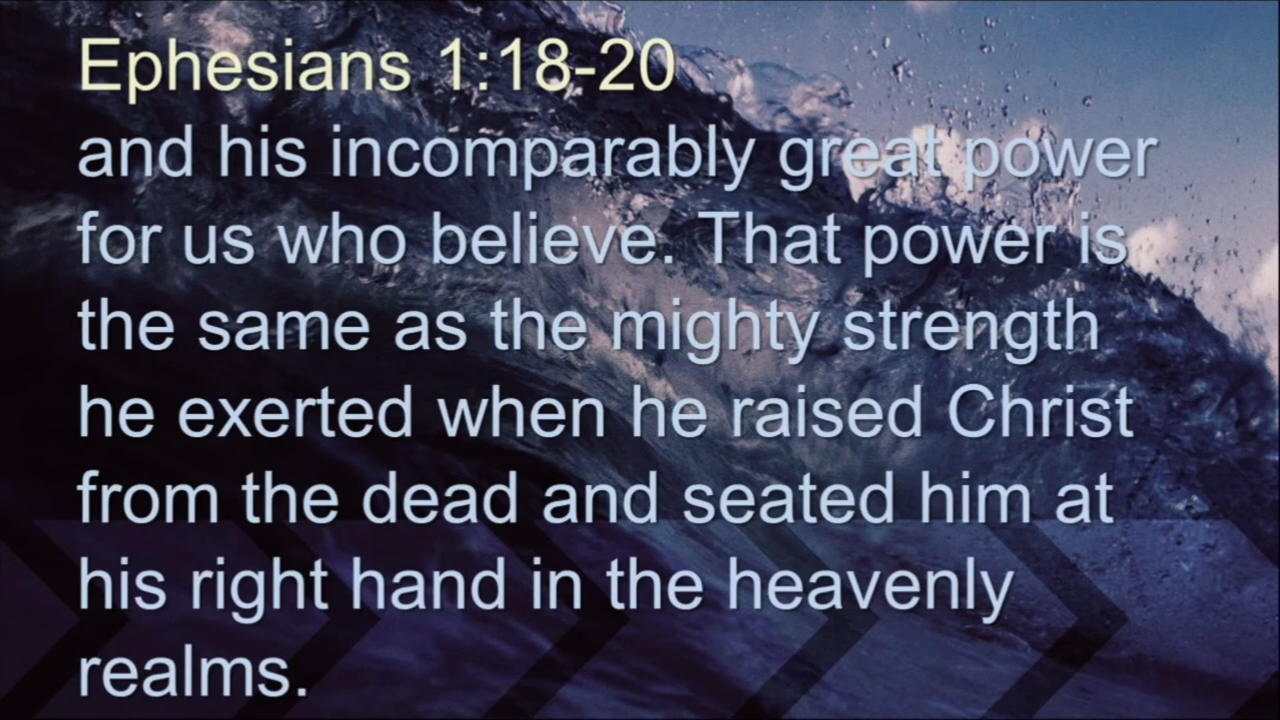 Ephesians 1:18-20
and his incomparably great power
for us who believe. That power is
the same as the mighty strength
he exerted when he raised Christ
from the dead and seated him at
his right hand in the heavenly
realms.